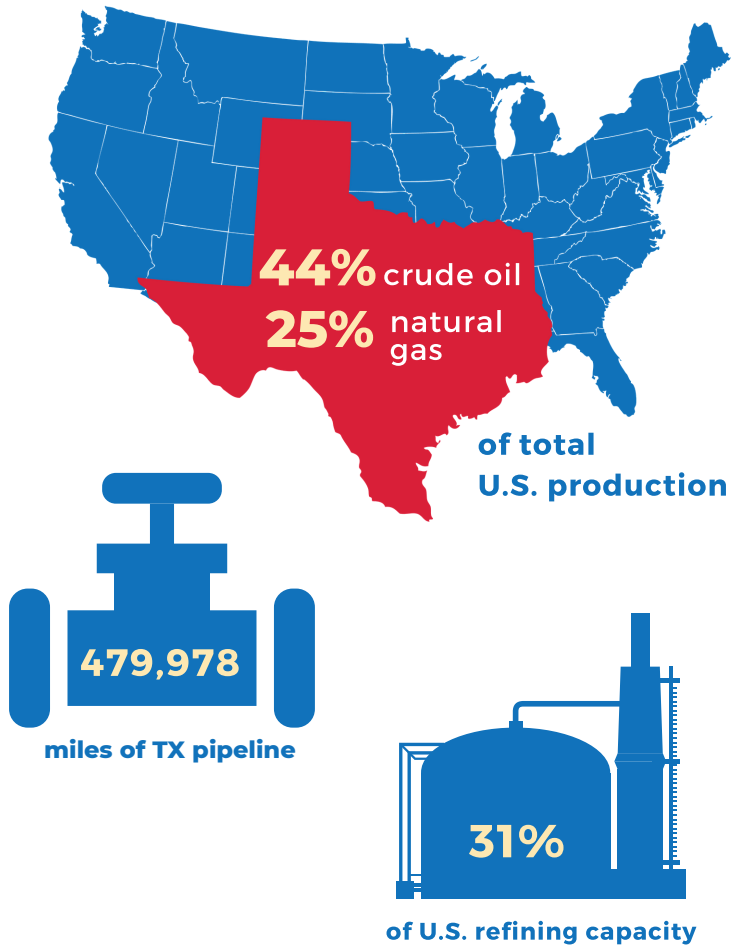 44% crude oil
25% natural
gas
of total
U.S. production
479,978
miles of TX pipeline
31%
of U.S. refining capacity